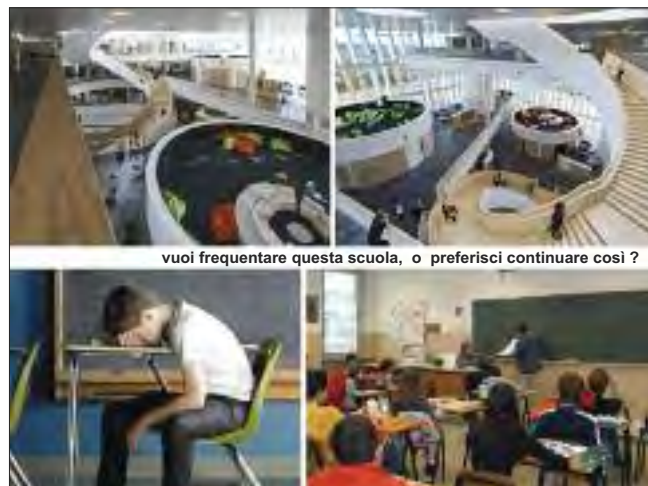 vuoi frequentare questa scuola, o preferisci continuare così ?